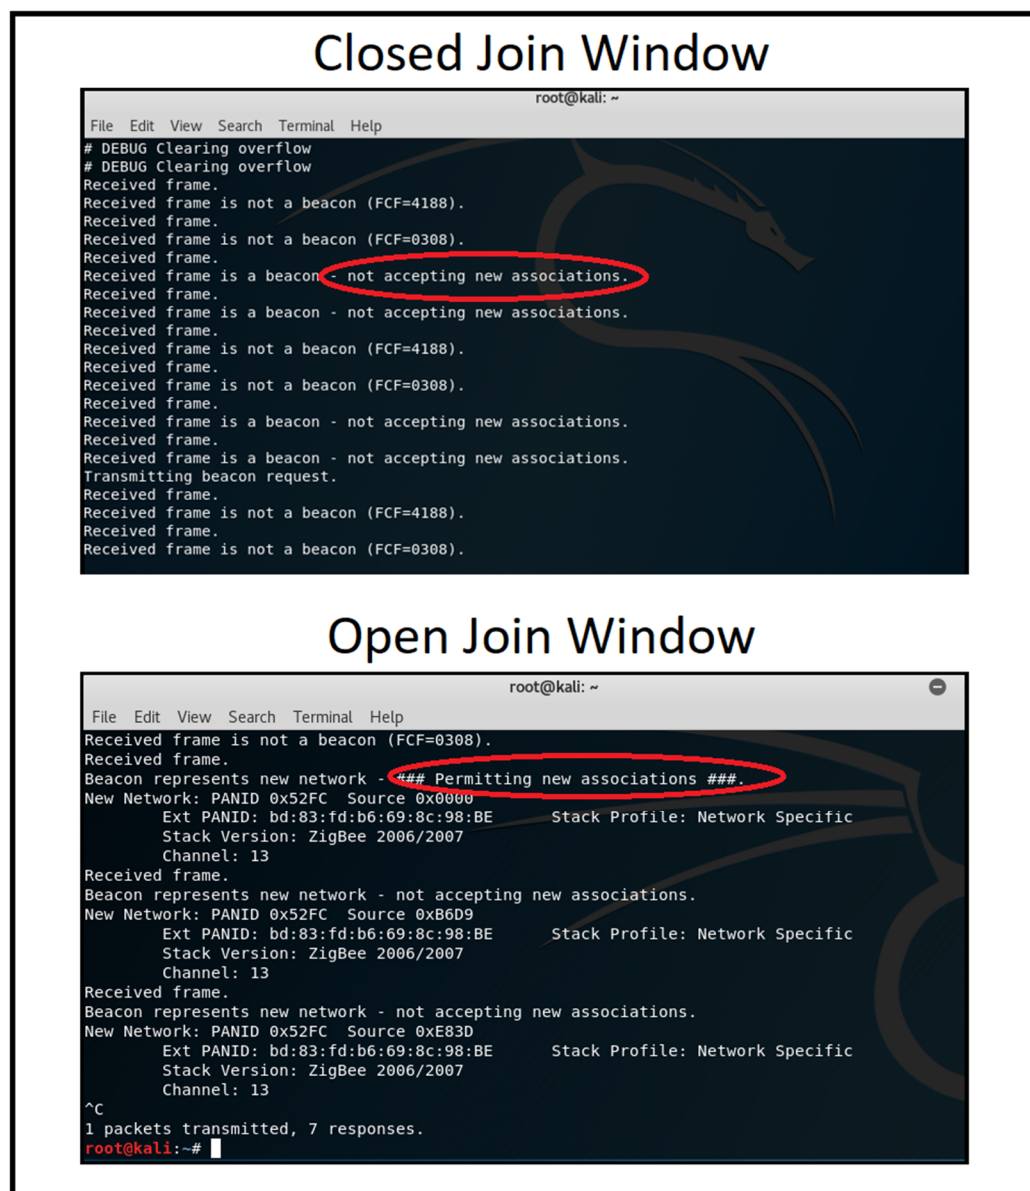 Closed Join Window
root@kali: ~
File Edit View Search Terminal Help
# DEBUG Clearing overflow
# DEBUG Clearing overflow
Received frame.
Received frame is not a beacon (FCF=4188).
Received frame.
Received frame is not a beacon (FCF=0308).
Received frame.
Received frame is a beacon - not accepting new associations.
Received frame.
Received frame is a beacon - not accepting new associations.
Received frame.
Received frame is not a beacon (FCF=4188).
Received frame.
Received frame is not a beacon (FCF=0308).
Received frame.
Received frame is a beacon - not accepting new associations.
Received frame.
Received frame is a beacon - not accepting new associations.
Transmitting beacon request.
Received frame.
Received frame is not a beacon (FCF=4188).
Received frame.
Received frame is not a beacon (FCF=0308).
Open Join Window
root@kali: ~
File Edit View Search Terminal Help
Received frame is not a beacon (FCF=0308).
Received frame.
Beacon represents new network - ### Permitting new associations ###.
New Network: PANID 0x52FC Source 0x0000
Ext PANID: bd:83:fd:b6:69:8c:98:BE Stack Profile: Network Specific
Stack Version: ZigBee 2006/2007
Channel: 13
Received frame.
Beacon represents new network - not accepting new associations.
New Network: PANID 0x52FC Source 0xB6D9
Ext PANID: bd:83:fd:b6:69:8c:98:BE Stack Profile: Network Specific
Stack Version: ZigBee 2006/2007
Channel: 13
Received frame.
Beacon represents new network - not accepting new associations.
New Network: PANID 0x52FC Source 0xE83D
Ext PANID: bd:83:fd:b6:69:8c:98:BE Stack Profile: Network Specific
Stack Version: ZigBee 2006/2007
Channel: 13
^C
1 packets transmitted, 7 responses.
root@kali:~#